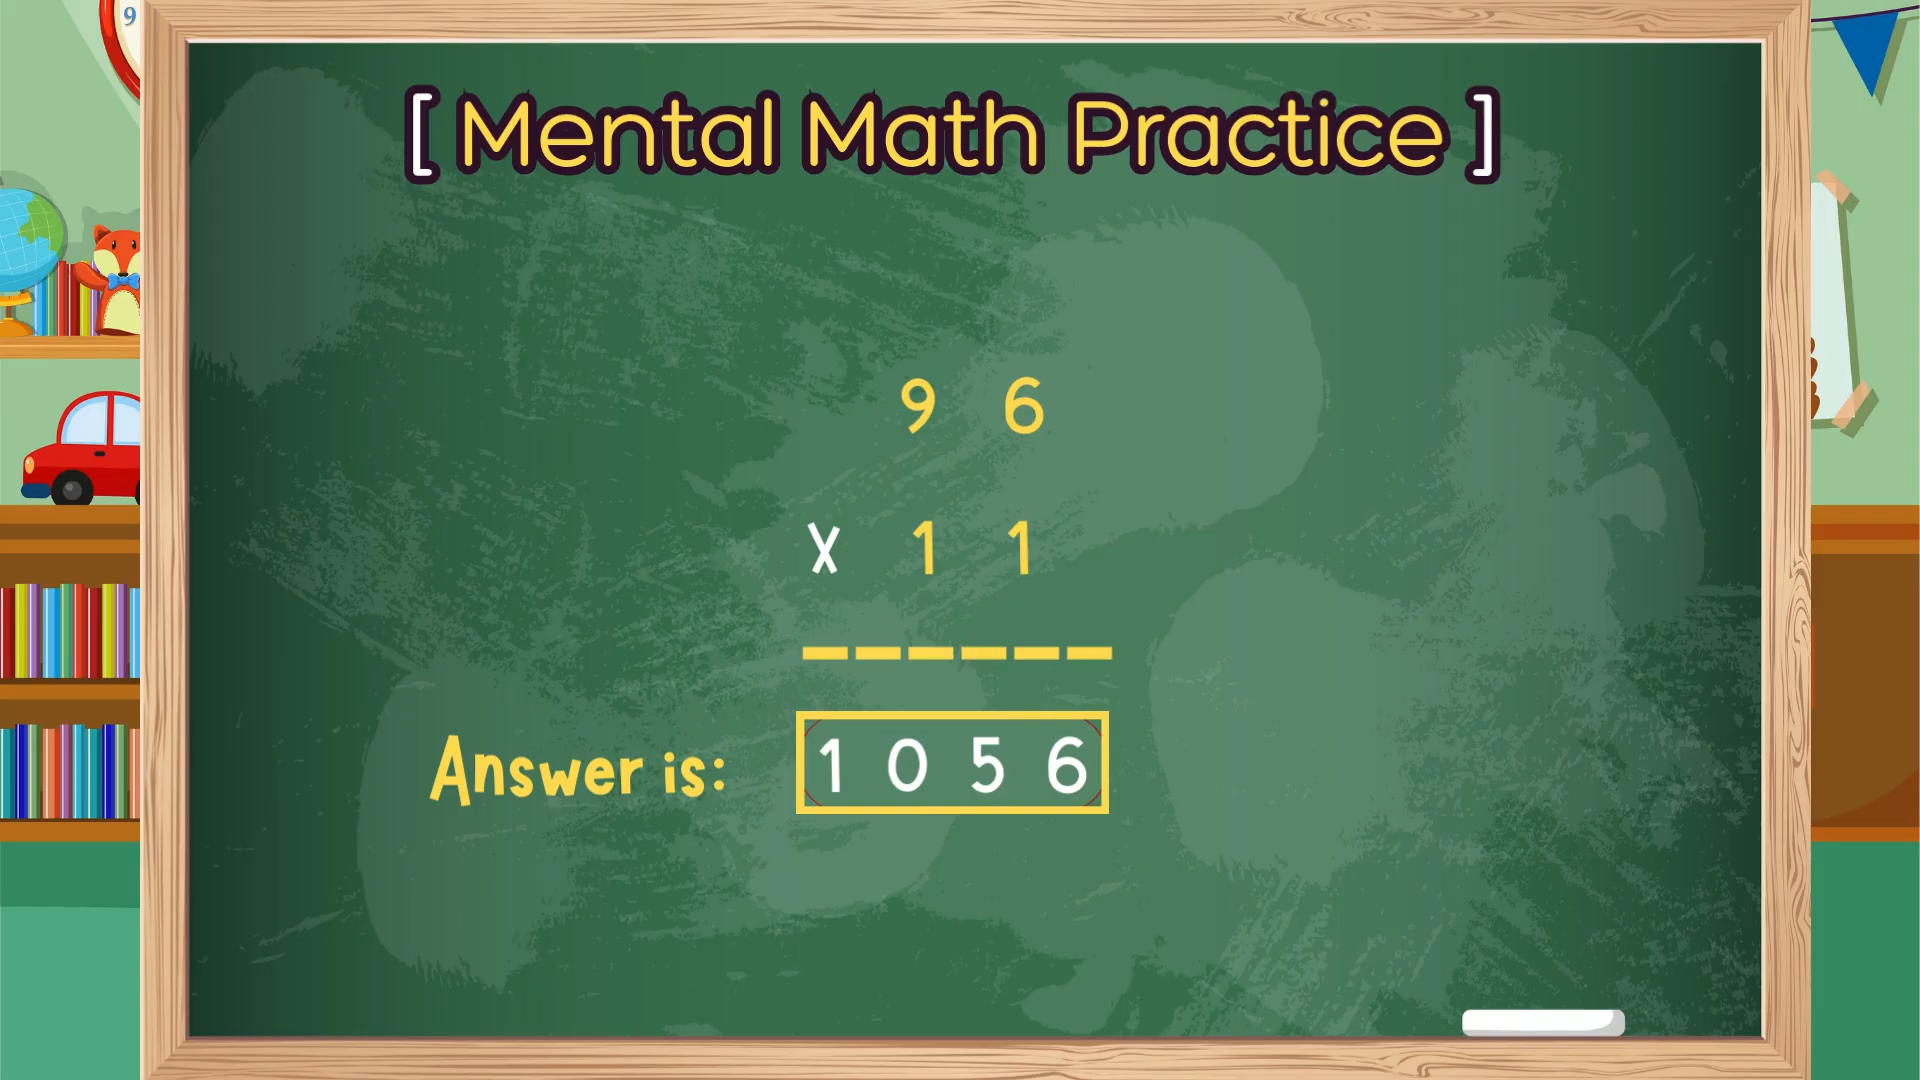 9
[ Mental Math Practice ]
9 6
x 1 1
Answer is: 1 0 5 6